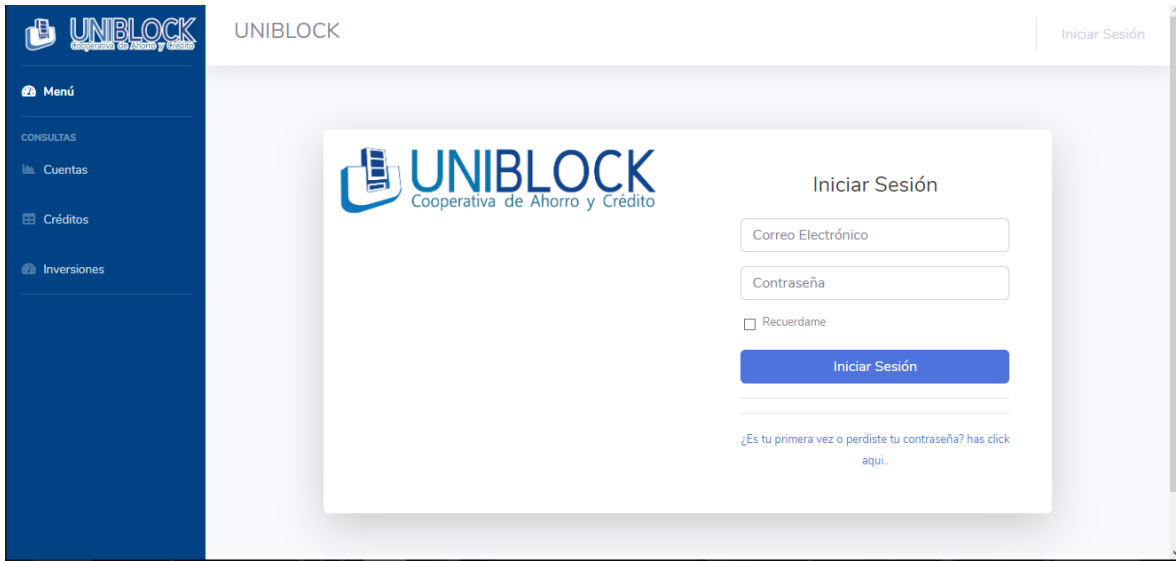 UNIBLOCK
Cooperativa de Ahorro y Crédito
Menú
CONSULTAS
Cuentas
Créditos
Inversiones
UNIBLOCK
Iniciar Sesión
UNIBLOCK
Cooperativa de Ahorro y Crédito
Iniciar Sesión
Correo Electrónico
Contraseña
Recuerdame
Iniciar Sesión
¿Es tu primera vez o perdiste tu contraseña? has click
aqui..